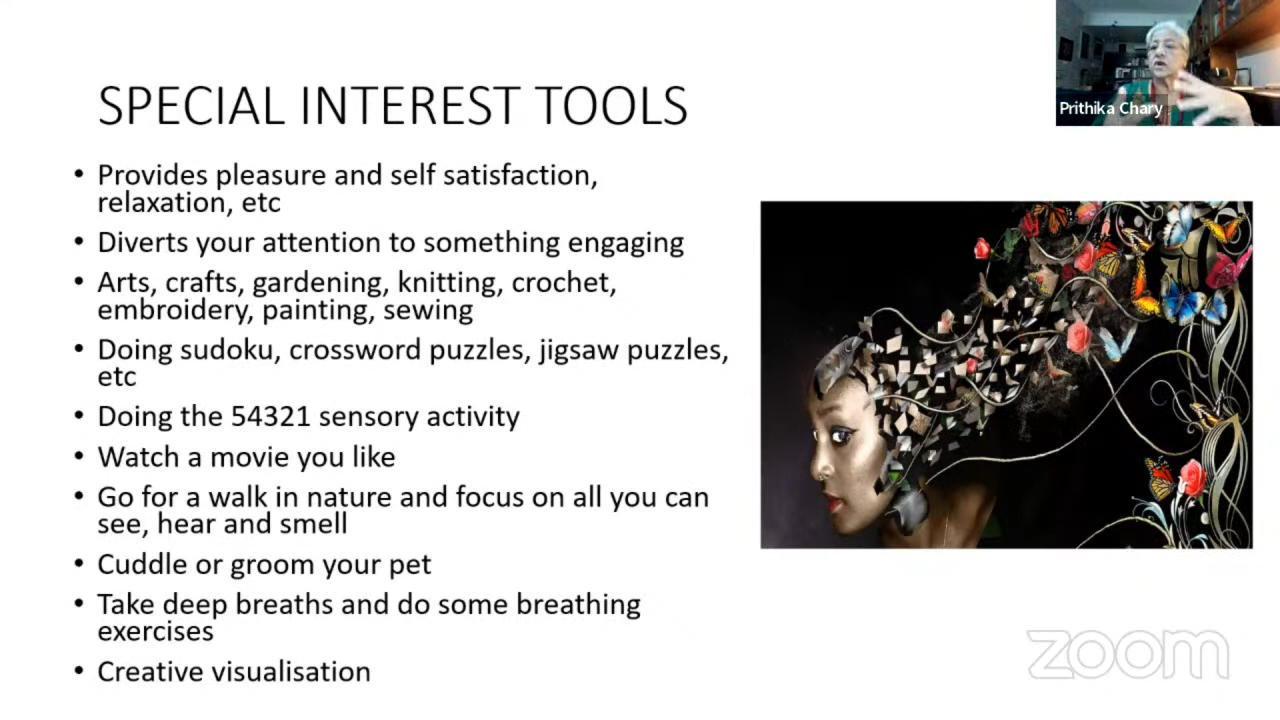 Prithika Chary
SPECIAL INTEREST TOOLS
• Provides pleasure and self satisfaction,
relaxation, etc
• Diverts your attention to something engaging
• Arts, crafts, gardening, knitting, crochet,
embroidery, painting, sewing
• Doing sudoku, crossword puzzles, jigsaw puzzles,
etc
• Doing the 54321 sensory activity
• Watch a movie you like
• Go for a walk in nature and focus on all you can
see, hear and smell
• Cuddle or groom your pet
• Take deep breaths and do some breathing
exercises
• Creative visualisation
zoom